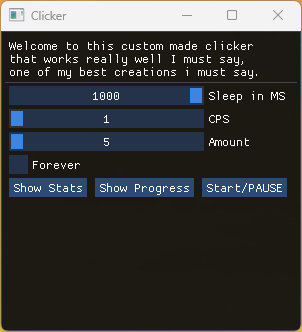 Clicker
Welcome to this custom made clicker
that works really well I must say,
one of my best creations i must say.
1000 Sleep in MS
1 CPS
5 Amount
Forever
Show Stats Show Progress Start/PAUSE